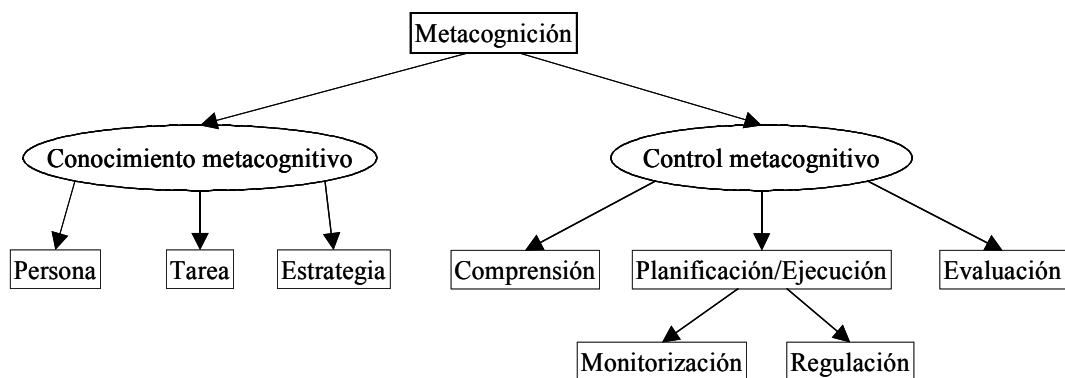 Metacognición
Conocimiento metacognitivo
Control metacognitivo
Persona
Tarea
Estrategia
Comprensión
Planificación/Ejecución
Evaluación
Monitorización
Regulación